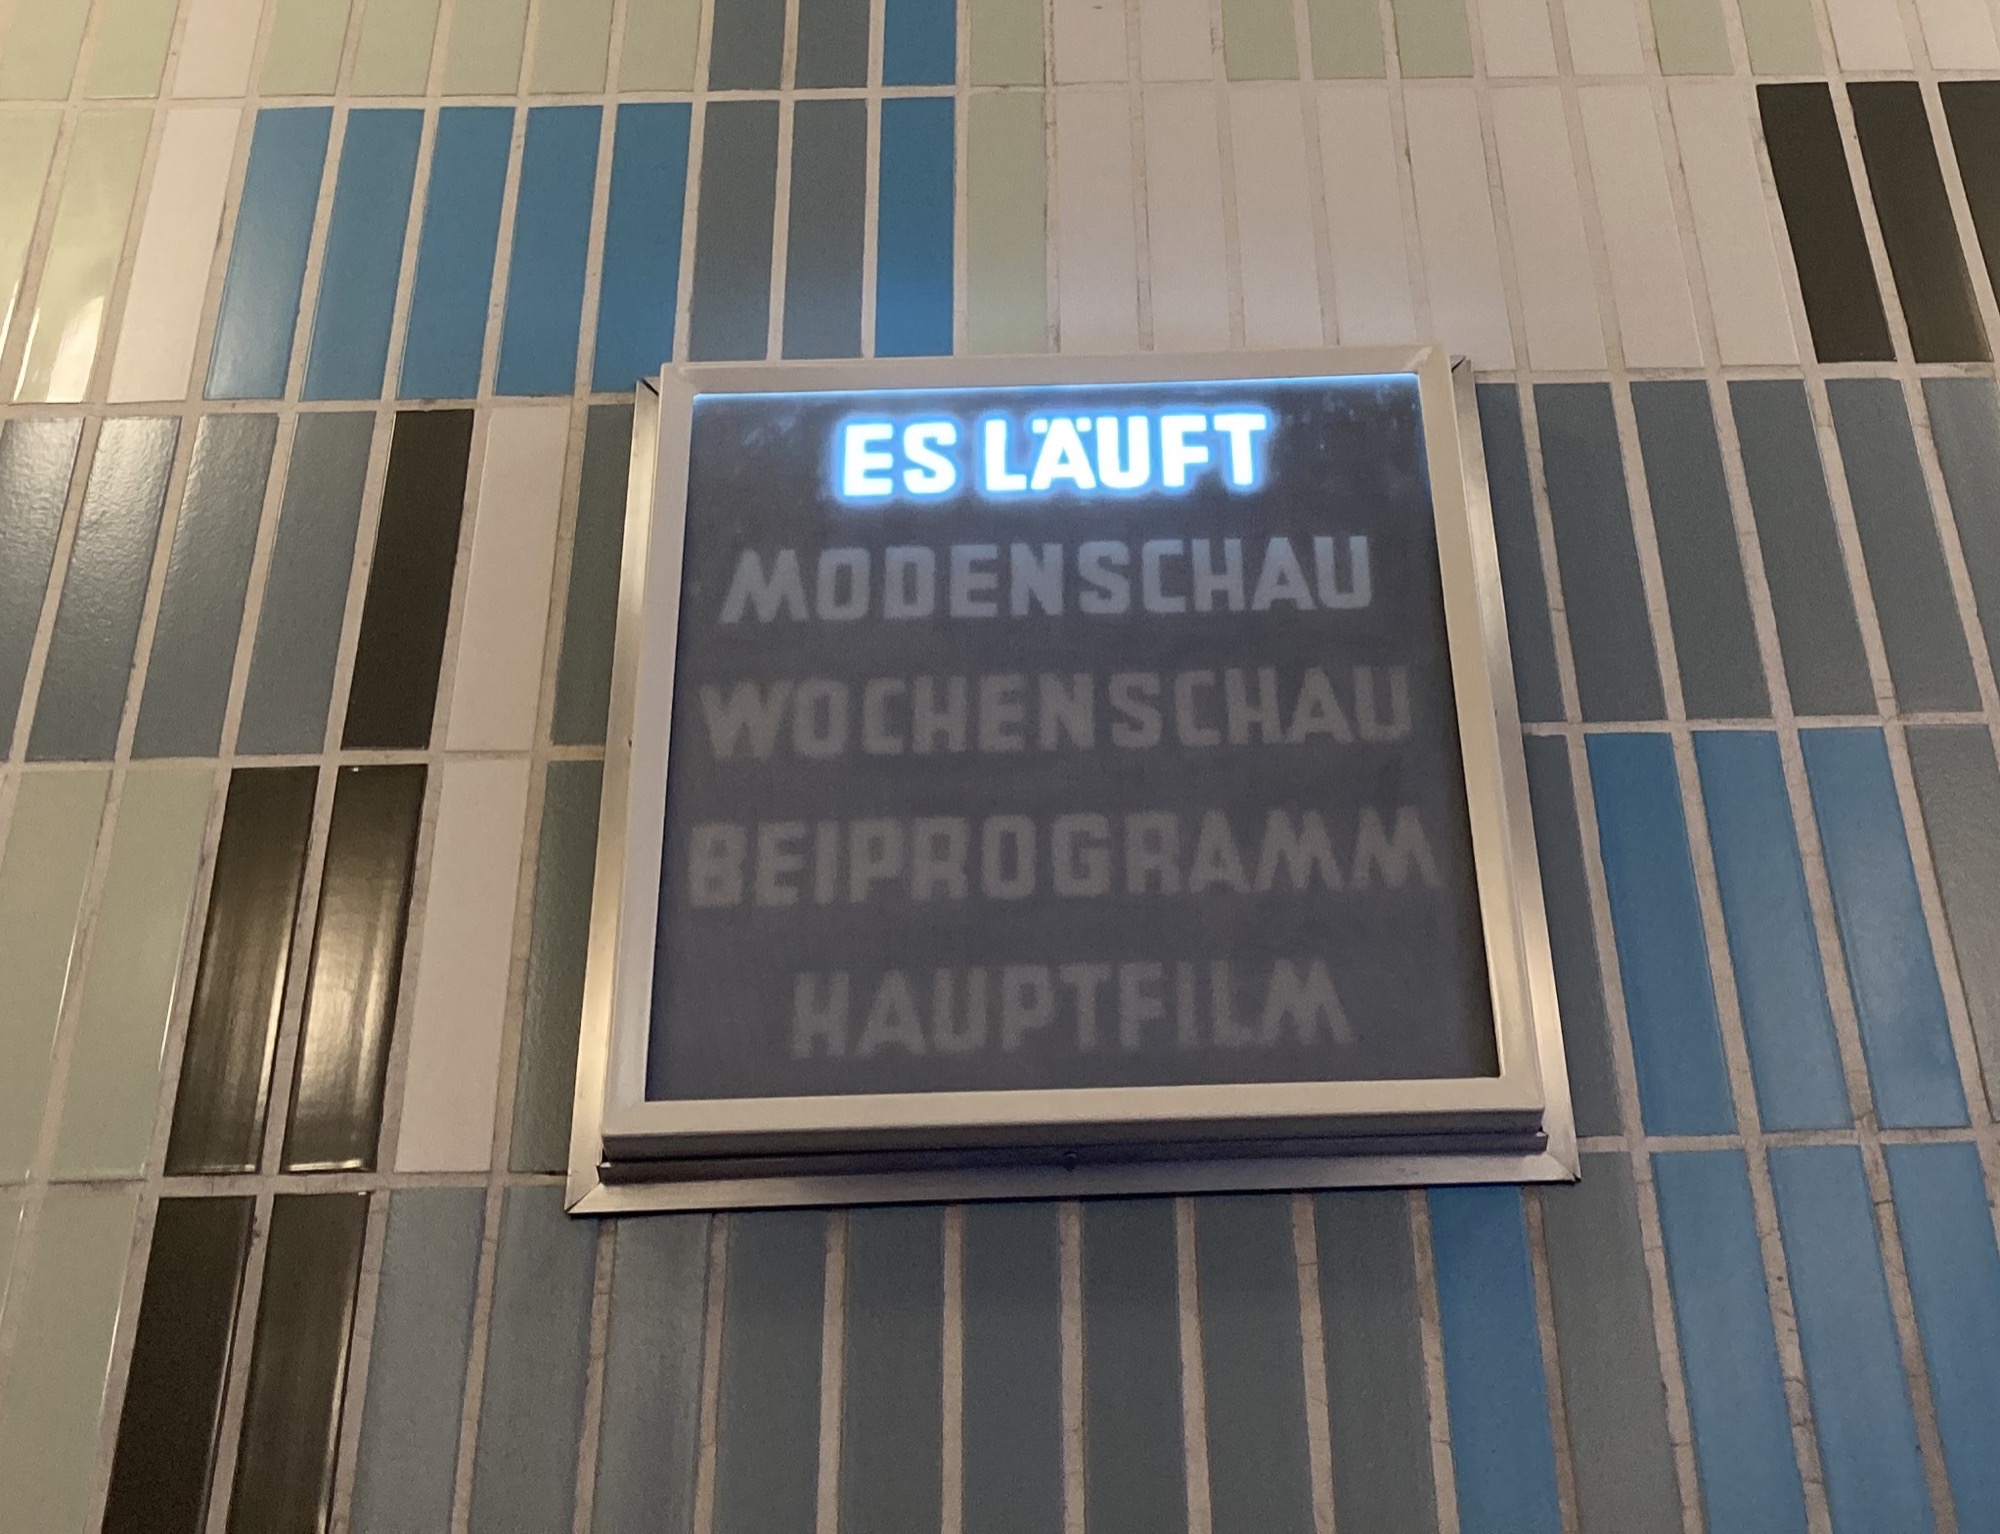 ES LÄUFT
MODENSCHAU
WOCHENSCHAU
BEIPROGRAMM
HAUPTFILM